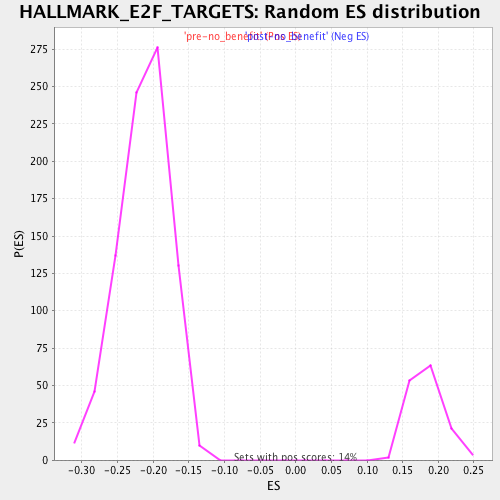 HALLMARK_E2F_TARGETS: Random ES distribution
'pre-no_benefit' (Pos ES) 'post-no_benefit' (Neg ES)
275
250
225
200
175
150
125
100
75
50
25
0
P(ES)
Sets with pos scores: 14%
-0.30 -0.25 -0.20 -0.15 -0.10 -0.05 0.00 0.05 0.10 0.15 0.20 0.25
ES